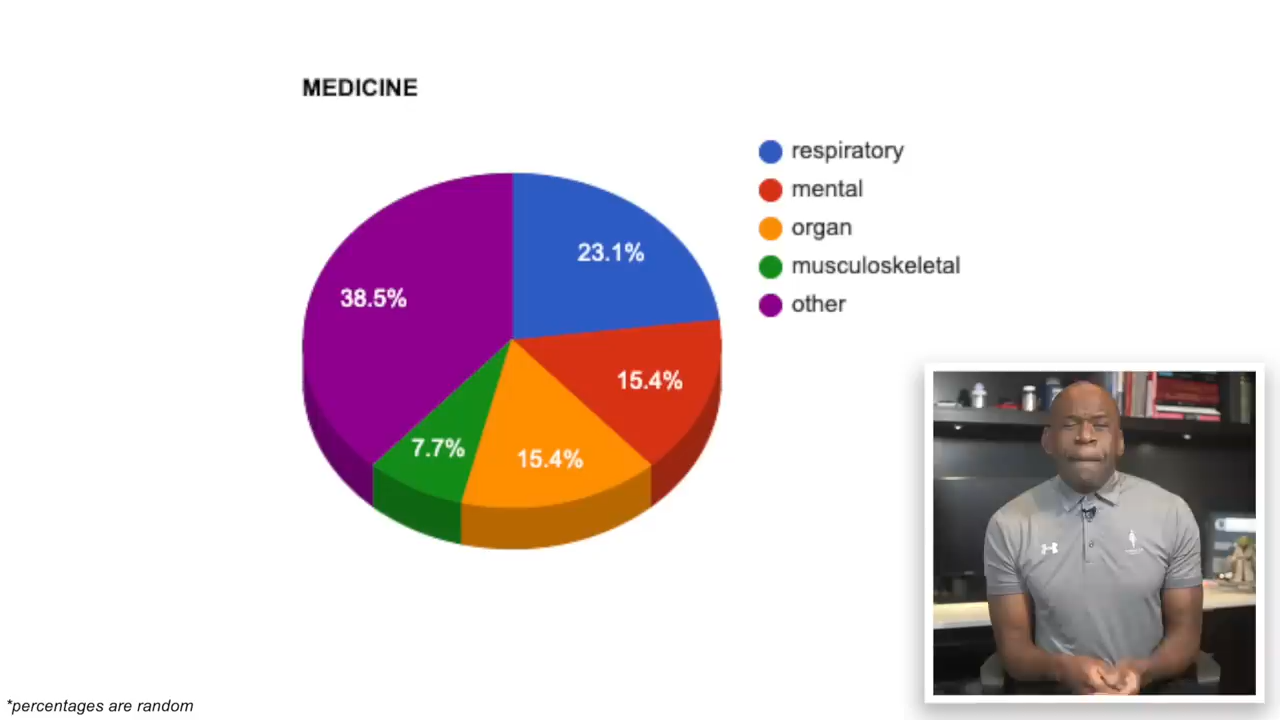 MEDICINE
respiratory
mental
organ
musculoskeletal
other
23.1%
38.5%
15.4%
7.7%
15.4%
*percentages are random